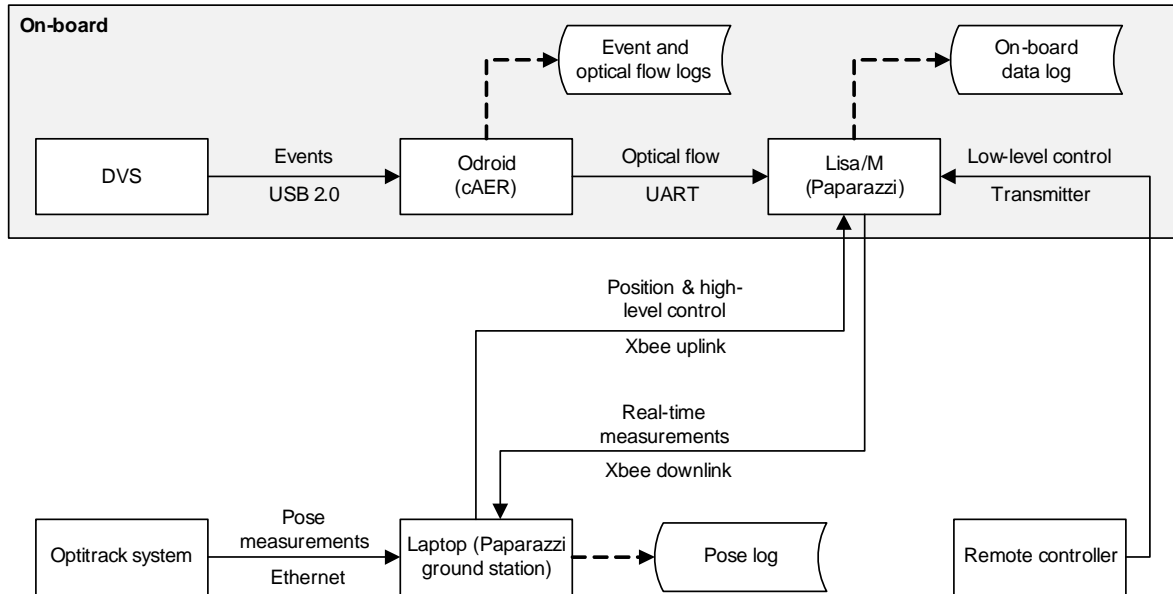 On-board
Event and
optical flow logs
On-board
data log
DVS
Events
USB 2.0
Odroid
(cAER)
Optical flow
UART
Lisa/M
(Paparazzi)
Low-level control
Transmitter
Position & high-
level control
Xbee uplink
Real-time
measurements
Xbee downlink
Optitrack system
Pose
measurements
Ethernet
Laptop (Paparazzi
ground station)
Pose log
Remote controller